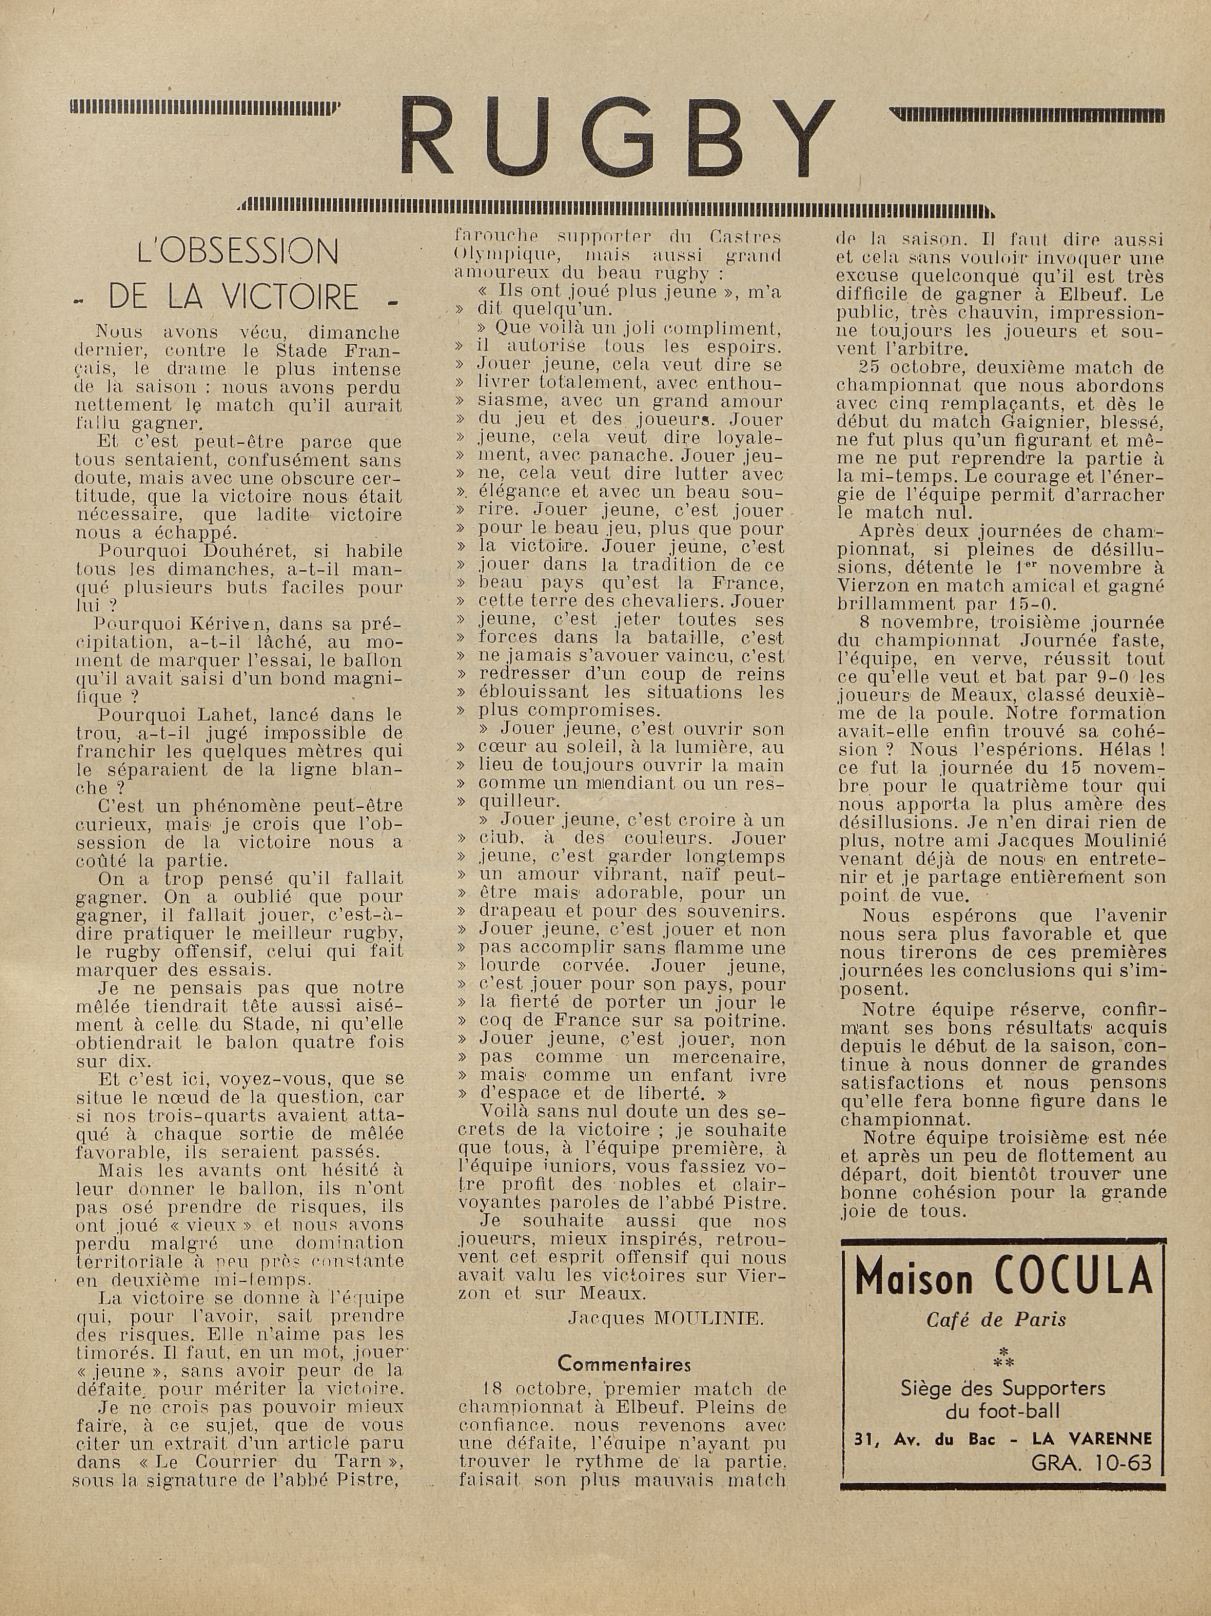 RUGBY
L'OBSESSION
- DE LA VICTOIRE -
Nous avons vécu, dimanche
dernier, contre le Stade Fran-
çais, le drame le plus intense
de la saison : nous avons perdu
nettement le match qu'il aurait
fallu gagner.
Et c'est peut-être parce que
tous sentaient, confusément sans
doute, mais avec une obscure cer-
titude, que la victoire nous était
nécessaire, que ladite victoire
nous a échappé.
Pourquoi Douhéret, si habile
tous les dimanches, a-t-il man-
qué plusieurs buts faciles pour
lui ?
Pourquoi Kériven, dans sa pré-
cipitation, a-t-il lâché, au mo-
ment de marquer l'essai, le ballon
qu'il avait saisi d'un bond magni-
fique ?
Pourquoi Lahet, lancé dans le
trou, a-t-il jugé impossible de
franchir les quelques mètres qui
le séparaient de la ligne blan-
che ?
C'est un phénomène peut-être
curieux, mais je crois que l'ob-
session de la victoire nous a
coûté la partie.
On a trop pensé qu'il fallait
gagner. On a oublié que pour
gagner, il fallait jouer, c'est-à-
dire pratiquer le meilleur rugby,
le rugby offensif, celui qui fait
marquer des essais.
Je ne pensais pas que notre
mêlée tiendrait tête aussi aisé-
ment à celle du Stade, ni qu'elle
obtiendrait le balon quatre fois
sur dix.
Et c'est ici, voyez-vous, que se
situe le nœud de la question, car
si nos trois-quarts avaient atta-
qué à chaque sortie de mêlée
favorable, ils seraient passés.
Mais les avants ont hésité à
leur donner le ballon, ils n'ont
pas osé prendre de risques, ils
ont joué « vieux » et nous avons
perdu malgré une domination
territoriale à peu près constante
en deuxième mi-temps.
La victoire se donne à l'équipe
qui, pour l'avoir, sait prendre
des risques. Elle n'aime pas les
timorés. Il faut, en un mot, jouer
« jeune », sans avoir peur de la
défaite, pour mériter la victoire.
Je ne crois pas pouvoir mieux
faire, à ce sujet, que de vous
citer un extrait d'un article paru
dans « Le Courrier du Tarn »,
sous la signature de l'abbé Pistre,
farouche supporter du Castres
Olympique, mais aussi grand
amoureux du beau rugby :
« Ils ont joué plus jeune », m'a
» dit quelqu'un.
» Que voilà un joli compliment,
» il autorise tous les espoirs.
» Jouer jeune, cela veut dire se
» livrer totalement, avec enthou-
» siasme, avec un grand amour
» du jeu et des joueurs. Jouer
» jeune, cela veut dire loyale-
» ment, avec panache. Jouer jeu-
» ne, cela veut dire lutter avec
» élégance et avec un beau sou-
» rire. Jouer jeune, c'est jouer
» pour le beau jeu, plus que pour
» la victoire. Jouer jeune, c'est
» jouer dans la tradition de ce
» beau pays qu'est la France,
» cette terre des chevaliers. Jouer
» jeune, c'est jeter toutes ses
» forces dans la bataille, c'est
» ne jamais s'avouer vaincu, c'est
» redresser d'un coup de reins
» éblouissant les situations les
» plus compromises.
» Jouer jeune, c'est ouvrir son
» cœur au soleil, à la lumière, au
» lieu de toujours ouvrir la main
» comme un mendiant ou un res-
» quilleur.
» Jouer jeune, c'est croire à un
» club, à des couleurs. Jouer
» jeune, c'est garder longtemps
» un amour vibrant, naïf peut-
» être mais adorable, pour un
» drapeau et pour des souvenirs.
» Jouer jeune, c'est jouer et non
» pas accomplir sans flamme une
» lourde corvée. Jouer jeune,
» c'est jouer pour son pays, pour
» la fierté de porter un jour le
» coq de France sur sa poitrine.
» Jouer jeune, c'est jouer, non
» pas comme un mercenaire,
» mais comme un enfant ivre
» d'espace et de liberté. »
Voilà sans nul doute un des se-
crets de la victoire ; je souhaite
que tous, à l'équipe première, à
l'équipe juniors, vous fassiez vo-
tre profit des nobles et clair-
voyantes paroles de l'abbé Pistre.
Je souhaite aussi que nos
joueurs, mieux inspirés, retrou-
vent cet esprit offensif qui nous
avait valu les victoires sur Vier-
zon et sur Meaux.
Jacques MOULINIE.
Commentaires
18 octobre, premier match de
championnat à Elbeuf. Pleins de
confiance, nous revenons avec
une défaite, l'équipe n'ayant pu
trouver le rythme de la partie,
faisait son plus mauvais match
de la saison. Il faut dire aussi
et cela sans vouloir invoquer une
excuse quelconque qu'il est très
difficile de gagner à Elbeuf. Le
public, très chauvin, impression-
ne toujours les joueurs et sou-
vent l'arbitre.
25 octobre, deuxième match de
championnat que nous abordons
avec cinq remplaçants, et dès le
début du match Gaignier, blessé,
ne fut plus qu'un figurant et mê-
me ne put reprendre la partie à
la mi-temps. Le courage et l'éner-
gie de l'équipe permit d'arracher
le match nul.
Après deux journées de cham-
pionnat, si pleines de désillu-
sions, détente le 1er novembre à
Vierzon en match amical et gagné
brillamment par 15-0.
8 novembre, troisième journée
du championnat Journée faste,
l'équipe, en verve, réussit tout
ce qu'elle veut et bat par 9-0 les
joueurs de Meaux, classé deuxiè-
me de la poule. Notre formation
avait-elle enfin trouvé sa cohé-
sion ? Nous l'espérions. Hélas !
ce fut la journée du 15 novem-
bre pour le quatrième tour qui
nous apporta la plus amère des
désillusions. Je n'en dirai rien de
plus, notre ami Jacques Moulinié
venant déjà de nous en entrete-
nir et je partage entièrement son
point de vue.
Nous espérons que l'avenir
nous sera plus favorable et que
nous tirerons de ces premières
journées les conclusions qui s'im-
posent.
Notre équipe réserve, confir-
mant ses bons résultats acquis
depuis le début de la saison, con-
tinue à nous donner de grandes
satisfactions et nous pensons
qu'elle fera bonne figure dans le
championnat.
Notre équipe troisième est née
et après un peu de flottement au
départ, doit bientôt trouver une
bonne cohésion pour la grande
joie de tous.
Maison COCULA
Café de Paris
*
**
Siège des Supporters
du foot-ball
31, Av. du Bac - LA VARENNE
GRA. 10-63